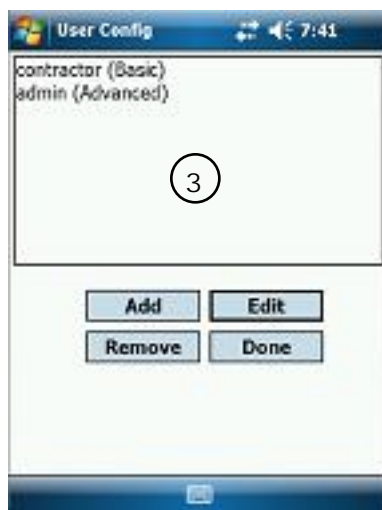 User Config 7:41
contractor (Basic)
admin (Advanced)
3
Add Edit
Remove Done